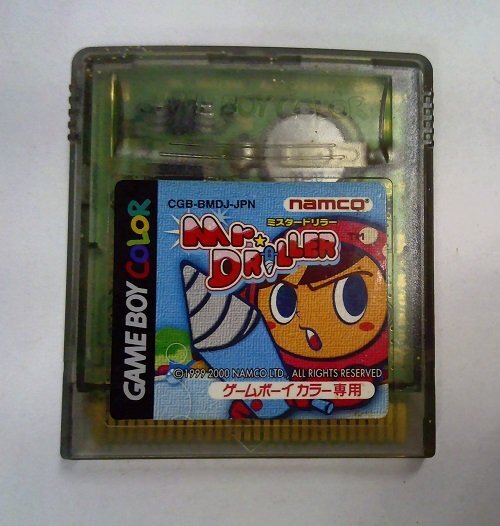 GAME BOY COLOR
GAME BOY COLOR
CGB-BMDJ-JPN
namco®
ミスタードリラー
Mr.
DRILLER™
©1999 2000 NAMCO LTD., ALL RIGHTS RESERVED
ゲームボーイカラー専用